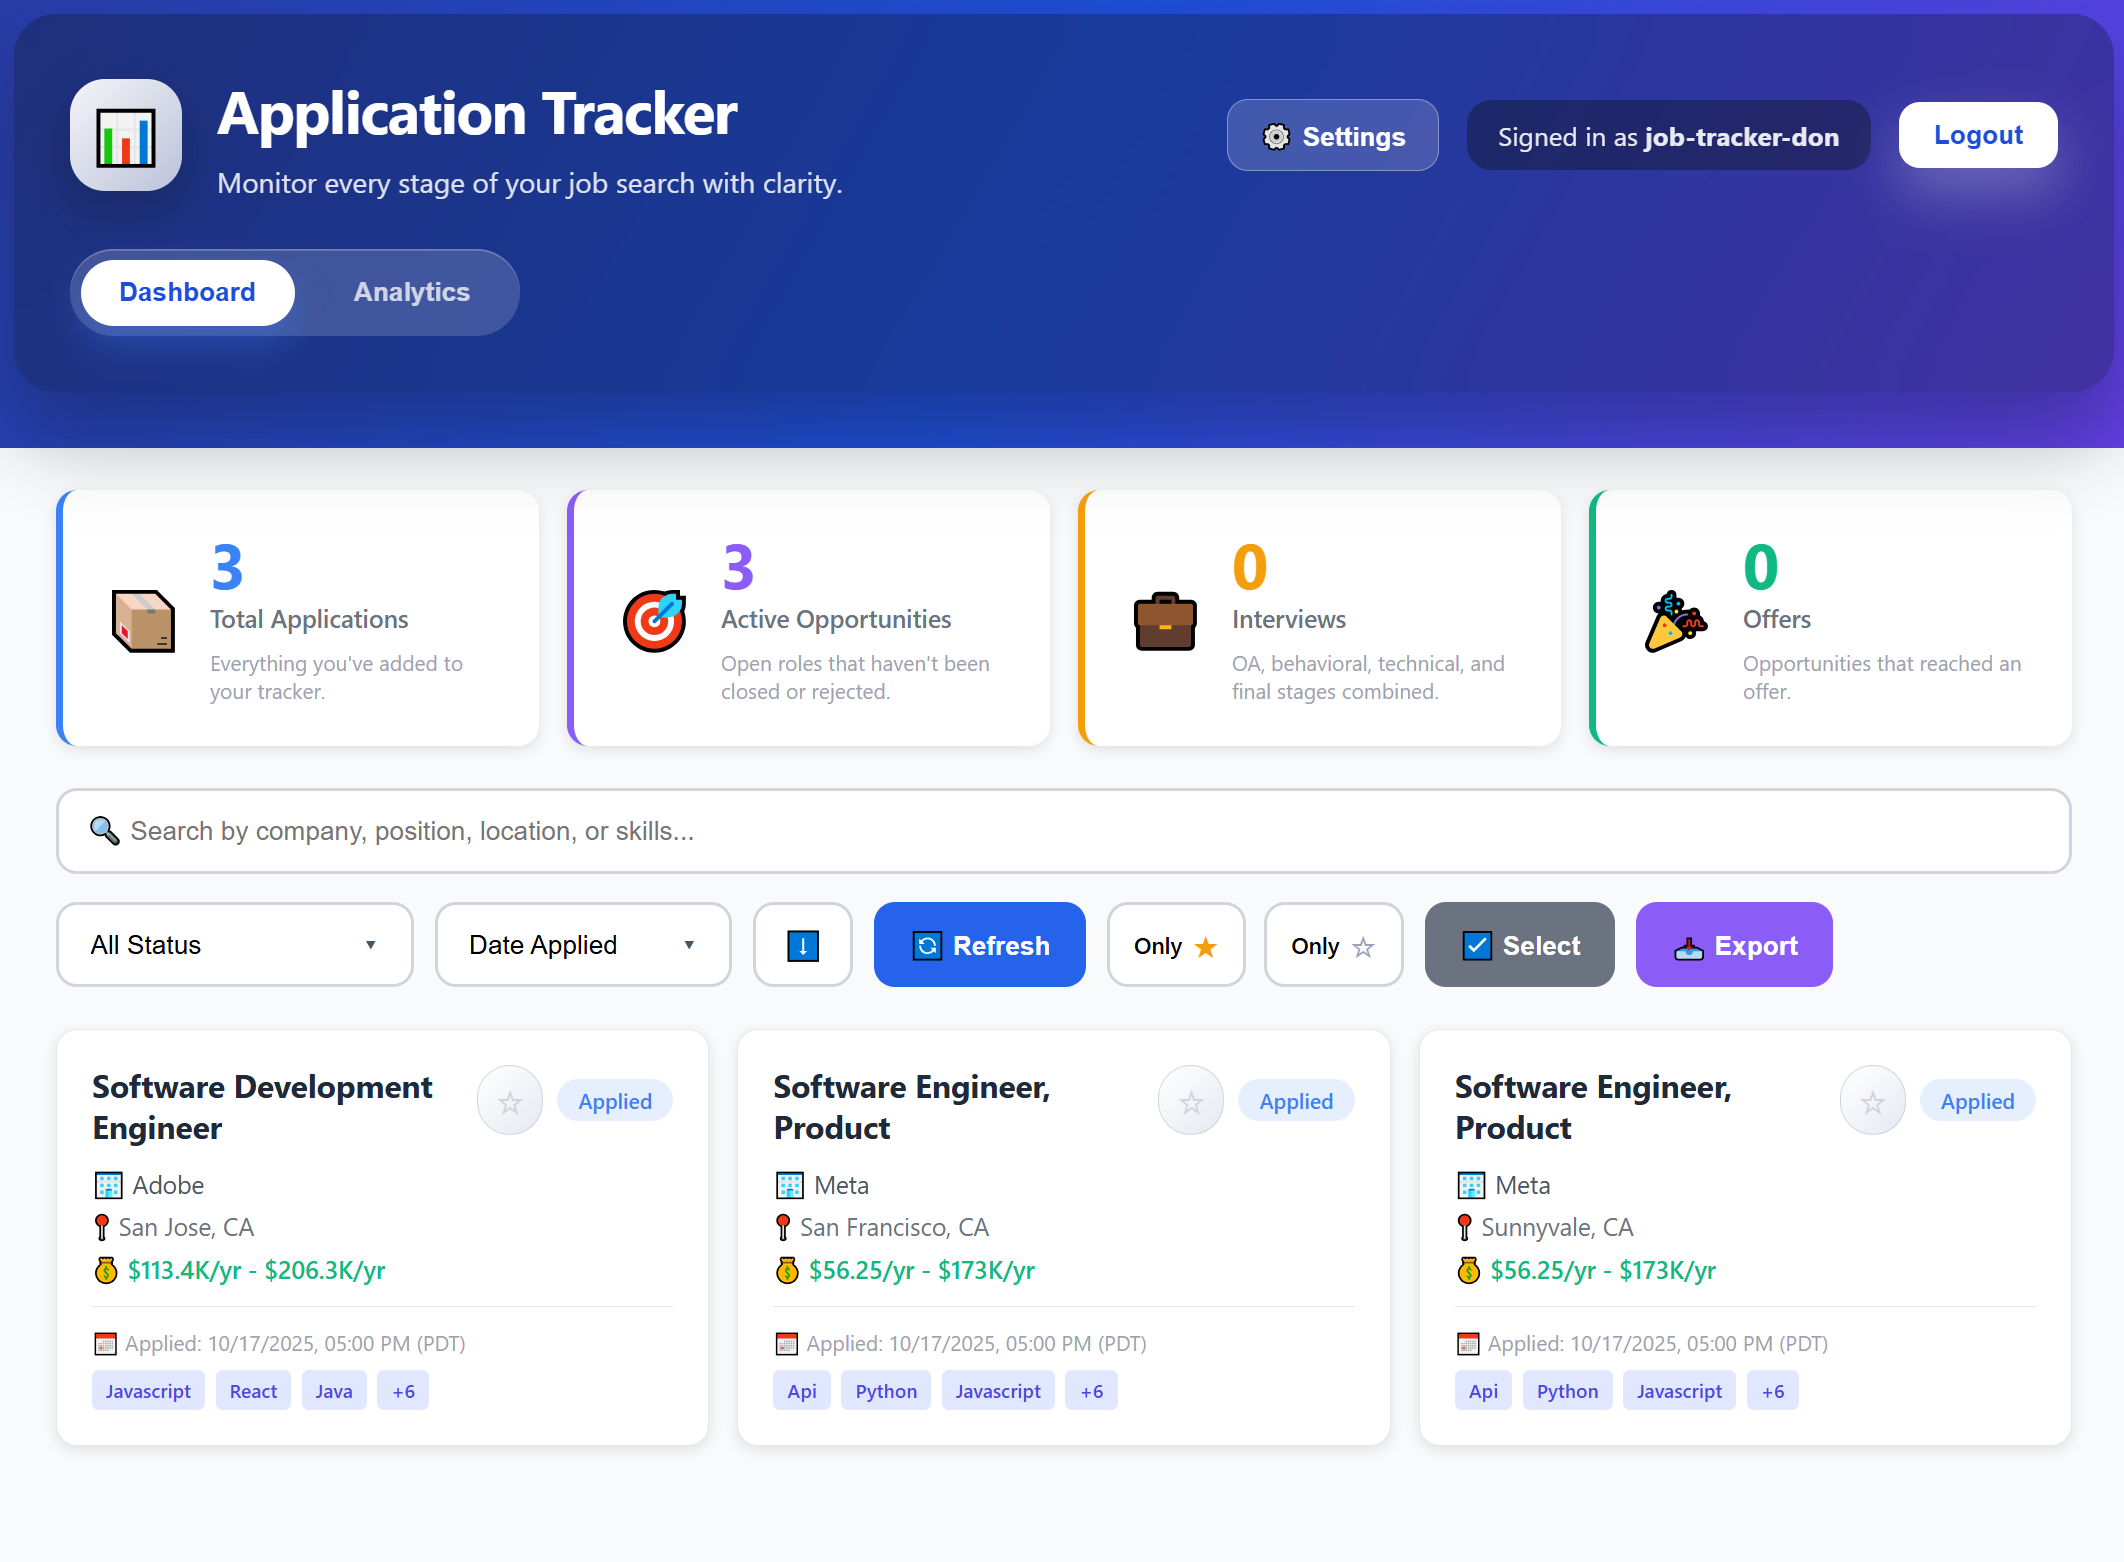 Application Tracker
Monitor every stage of your job search with clarity.
Settings
Signed in as job-tracker-don
Logout
Dashboard
Analytics
3
Total Applications
Everything you've added to
your tracker.
3
Active Opportunities
Open roles that haven't been
closed or rejected.
0
Interviews
OA, behavioral, technical, and
final stages combined.
0
Offers
Opportunities that reached an
offer.
Search by company, position, location, or skills...
All Status
Date Applied
Refresh
Only ★
Only ☆
Select
Export
Software Development
Engineer
Applied
Adobe
San Jose, CA
$113.4K/yr - $206.3K/yr
Applied: 10/17/2025, 05:00 PM (PDT)
Javascript React Java +6
Software Engineer,
Product
Applied
Meta
San Francisco, CA
$56.25/yr - $173K/yr
Applied: 10/17/2025, 05:00 PM (PDT)
Api Python Javascript +6
Software Engineer,
Product
Applied
Meta
Sunnyvale, CA
$56.25/yr - $173K/yr
Applied: 10/17/2025, 05:00 PM (PDT)
Api Python Javascript +6